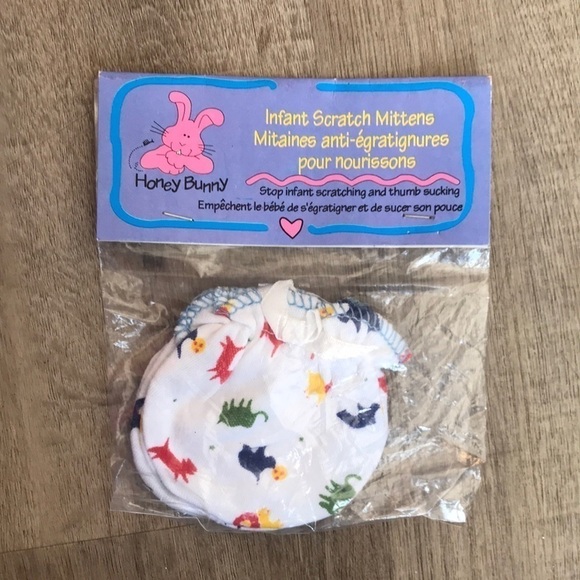 Honey Bunny
Infant Scratch Mittens
Mitaines anti-égratignures
pour nourissons
Stop infant scratching and thumb sucking
Empêchent le bébé de s'égratigner et de sucer son pouce